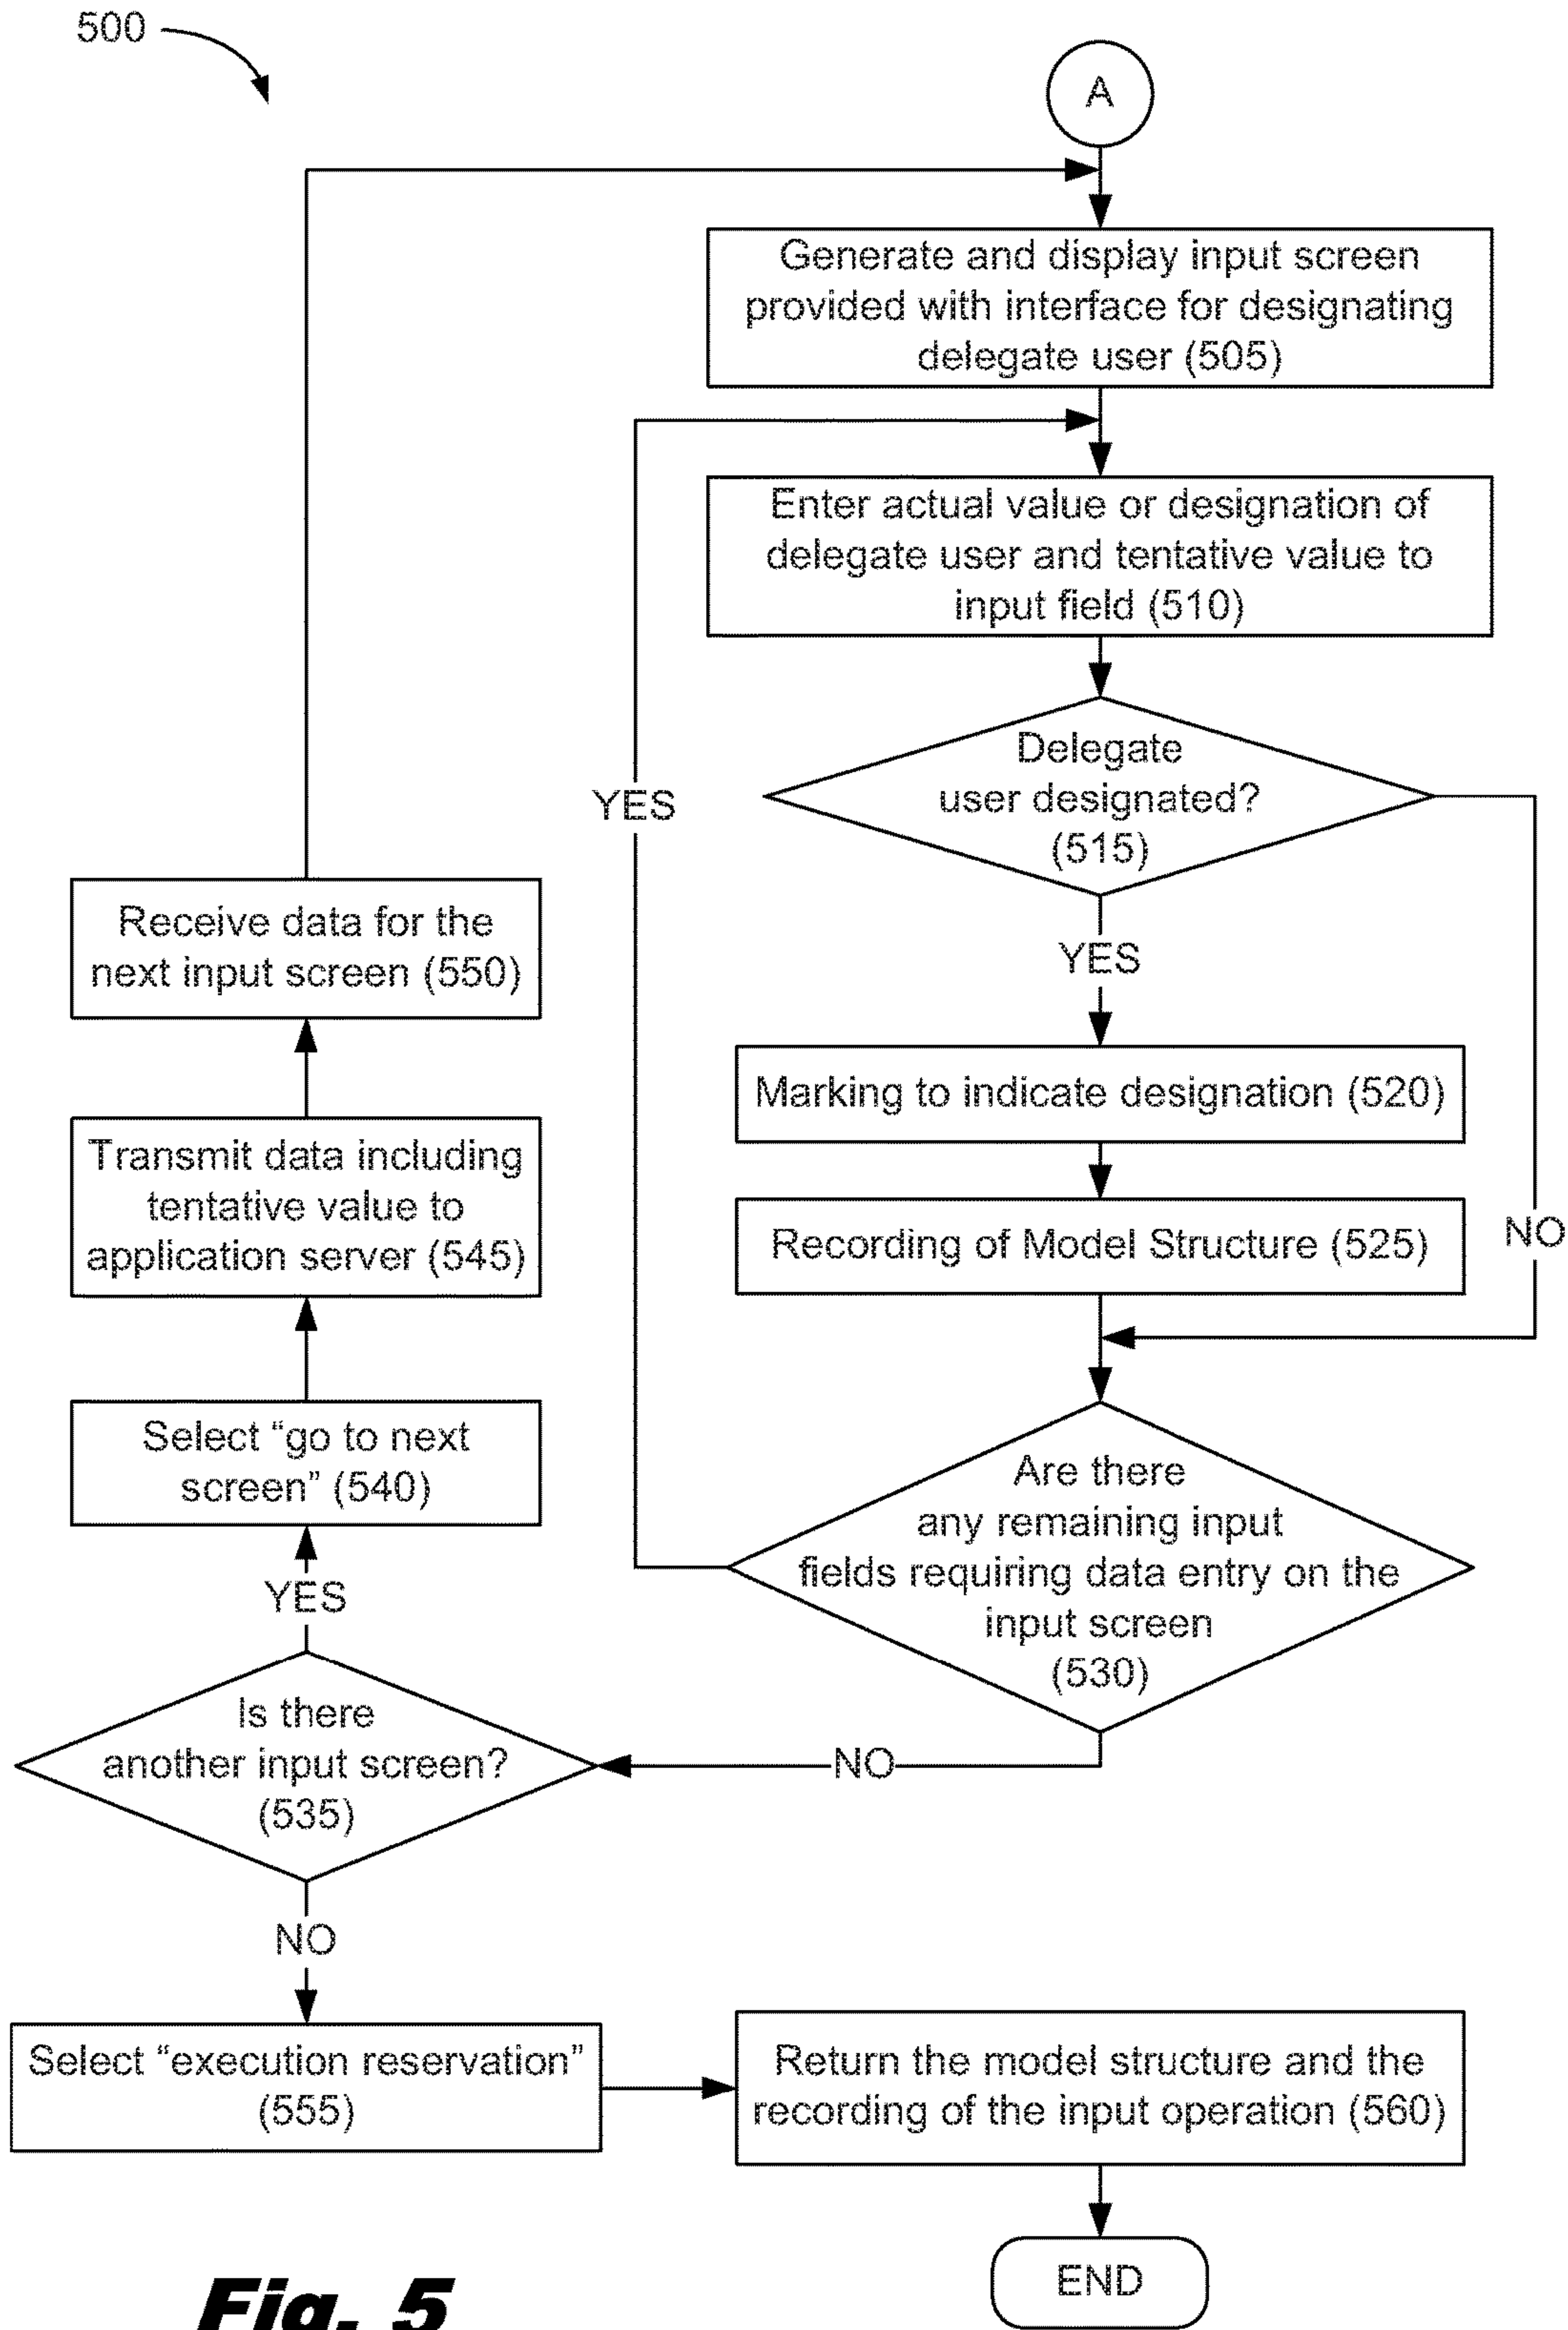 500
A
Generate and display input screen
provided with interface for designating
delegate user (505)
Enter actual value or designation of
delegate user and tentative value to
input field (510)
Delegate
user designated?
(515)
YES
NO
Marking to indicate designation (520)
Recording of Model Structure (525)
Are there
any remaining input
fields requiring data entry on the
input screen
(530)
YES
NO
Is there
another input screen?
(535)
YES
Select “go to next
screen” (540)
Transmit data including
tentative value to
application server (545)
Receive data for the
next input screen (550)
NO
Select “execution reservation”
(555)
Return the model structure and the
recording of the input operation (560)
END
Fig. 5